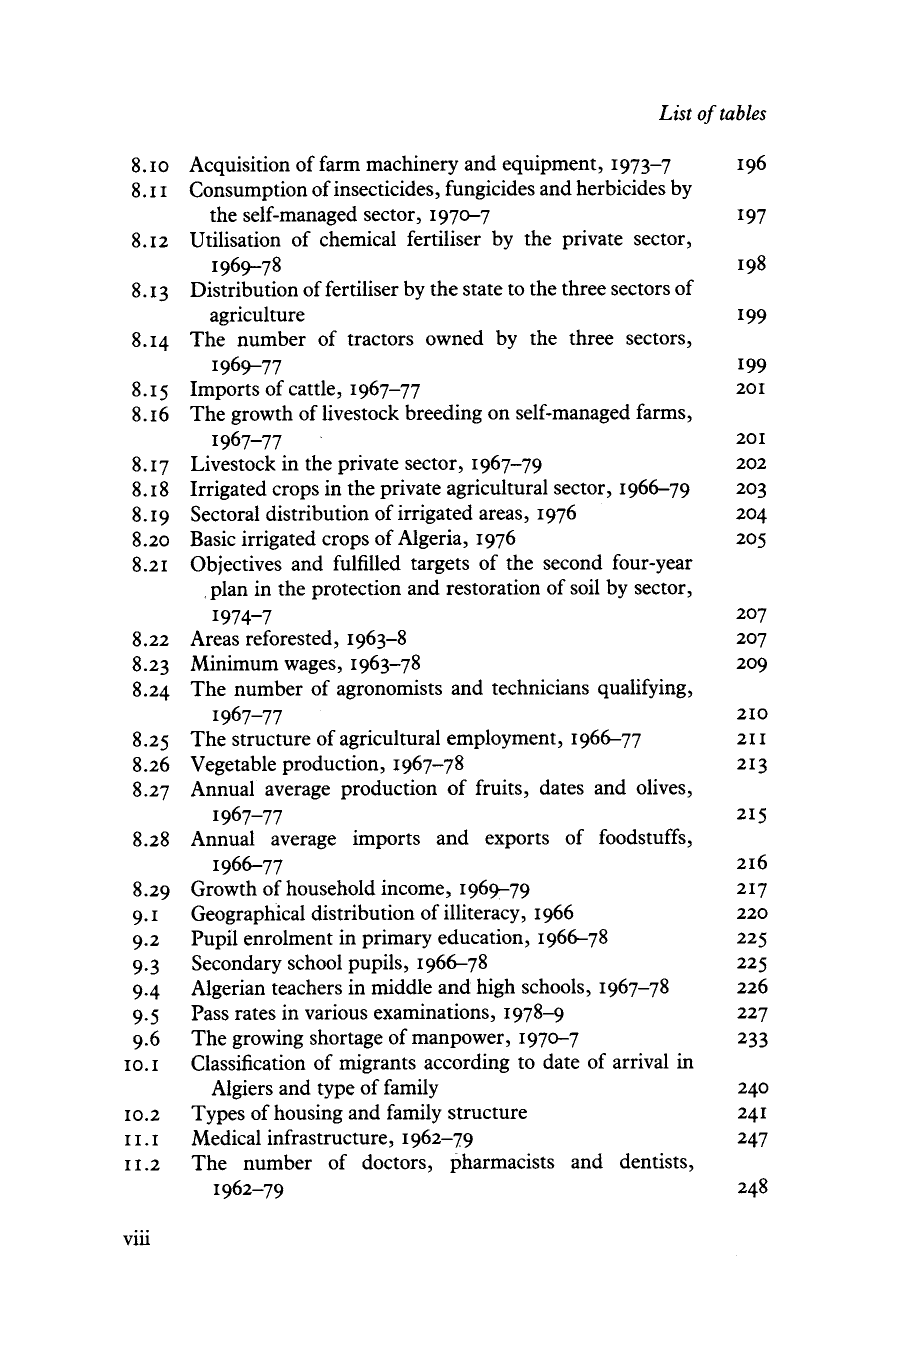 List of tables
8.10 Acquisition of farm machinery and equipment, 1973–7 196
8.11 Consumption of insecticides, fungicides and herbicides by
the self-managed sector, 1970–7 197
8.12 Utilisation of chemical fertiliser by the private sector,
1969–78 198
8.13 Distribution of fertiliser by the state to the three sectors of
agriculture 199
8.14 The number of tractors owned by the three sectors,
1969–77 199
8.15 Imports of cattle, 1967–77 201
8.16 The growth of livestock breeding on self-managed farms,
1967–77 201
8.17 Livestock in the private sector, 1967–79 202
8.18 Irrigated crops in the private agricultural sector, 1966–79 203
8.19 Sectoral distribution of irrigated areas, 1976 204
8.20 Basic irrigated crops of Algeria, 1976 205
8.21 Objectives and fulfilled targets of the second four-year
plan in the protection and restoration of soil by sector,
1974–7 207
8.22 Areas reforested, 1963–8 207
8.23 Minimum wages, 1963–78 209
8.24 The number of agronomists and technicians qualifying,
1967–77 210
8.25 The structure of agricultural employment, 1966–77 211
8.26 Vegetable production, 1967–78 213
8.27 Annual average production of fruits, dates and olives,
1967–77 215
8.28 Annual average imports and exports of foodstuffs,
1966–77 216
8.29 Growth of household income, 1969–79 217
9.1 Geographical distribution of illiteracy, 1966 220
9.2 Pupil enrolment in primary education, 1966–78 225
9.3 Secondary school pupils, 1966–78 225
9.4 Algerian teachers in middle and high schools, 1967–78 226
9.5 Pass rates in various examinations, 1978–9 227
9.6 The growing shortage of manpower, 1970–7 233
10.1 Classification of migrants according to date of arrival in
Algiers and type of family 240
10.2 Types of housing and family structure 241
11.1 Medical infrastructure, 1962–79 247
11.2 The number of doctors, pharmacists and dentists,
1962–79 248
viii